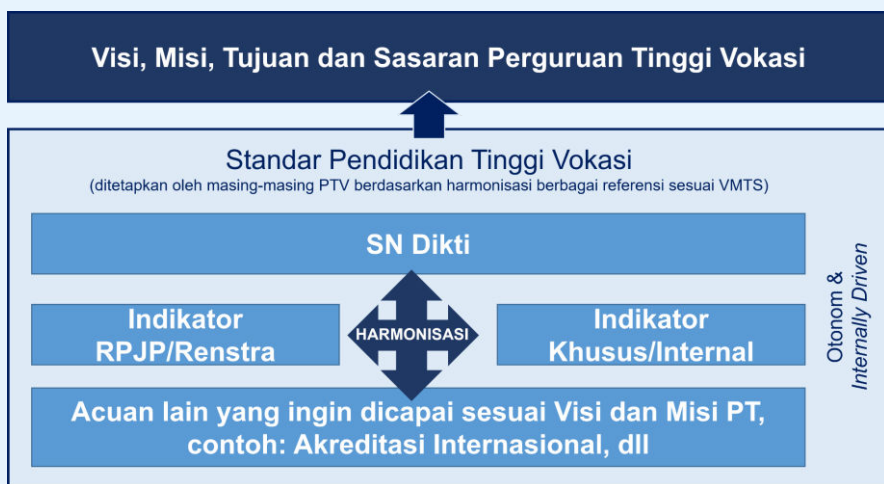 Visi, Misi, Tujuan dan Sasaran Perguruan Tinggi Vokasi
Standar Pendidikan Tinggi Vokasi
(ditetapkan oleh masing-masing PTV berdasarkan harmonisasi berbagai referensi sesuai VMTS)
SN Dikti
Indikator
RPJP/Renstra
HARMONISASI
Indikator
Khusus/Internal
Acuan lain yang ingin dicapai sesuai Visi dan Misi PT,
contoh: Akreditasi Internasional, dll
Otonom &
Internally Driven